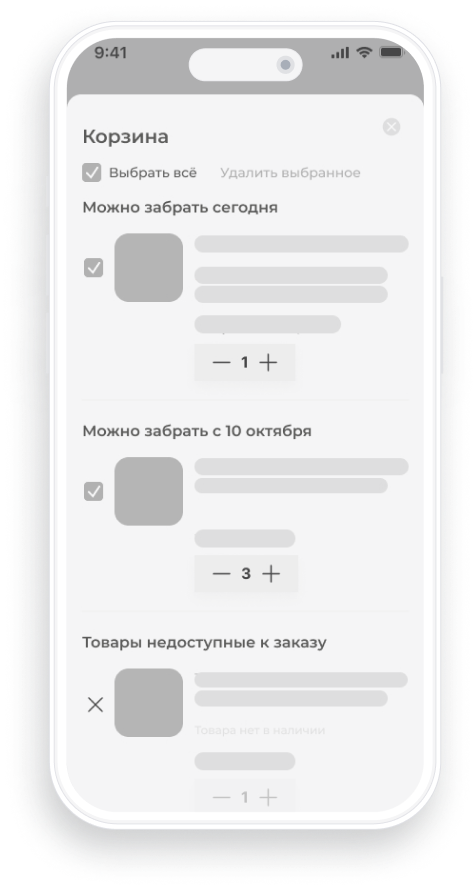 9:41
Корзина
Выбрать всё Удалить выбранное
Можно забрать сегодня
1
Можно забрать с 10 октября
3
Товары недоступные к заказу
Товара нет в наличии
1